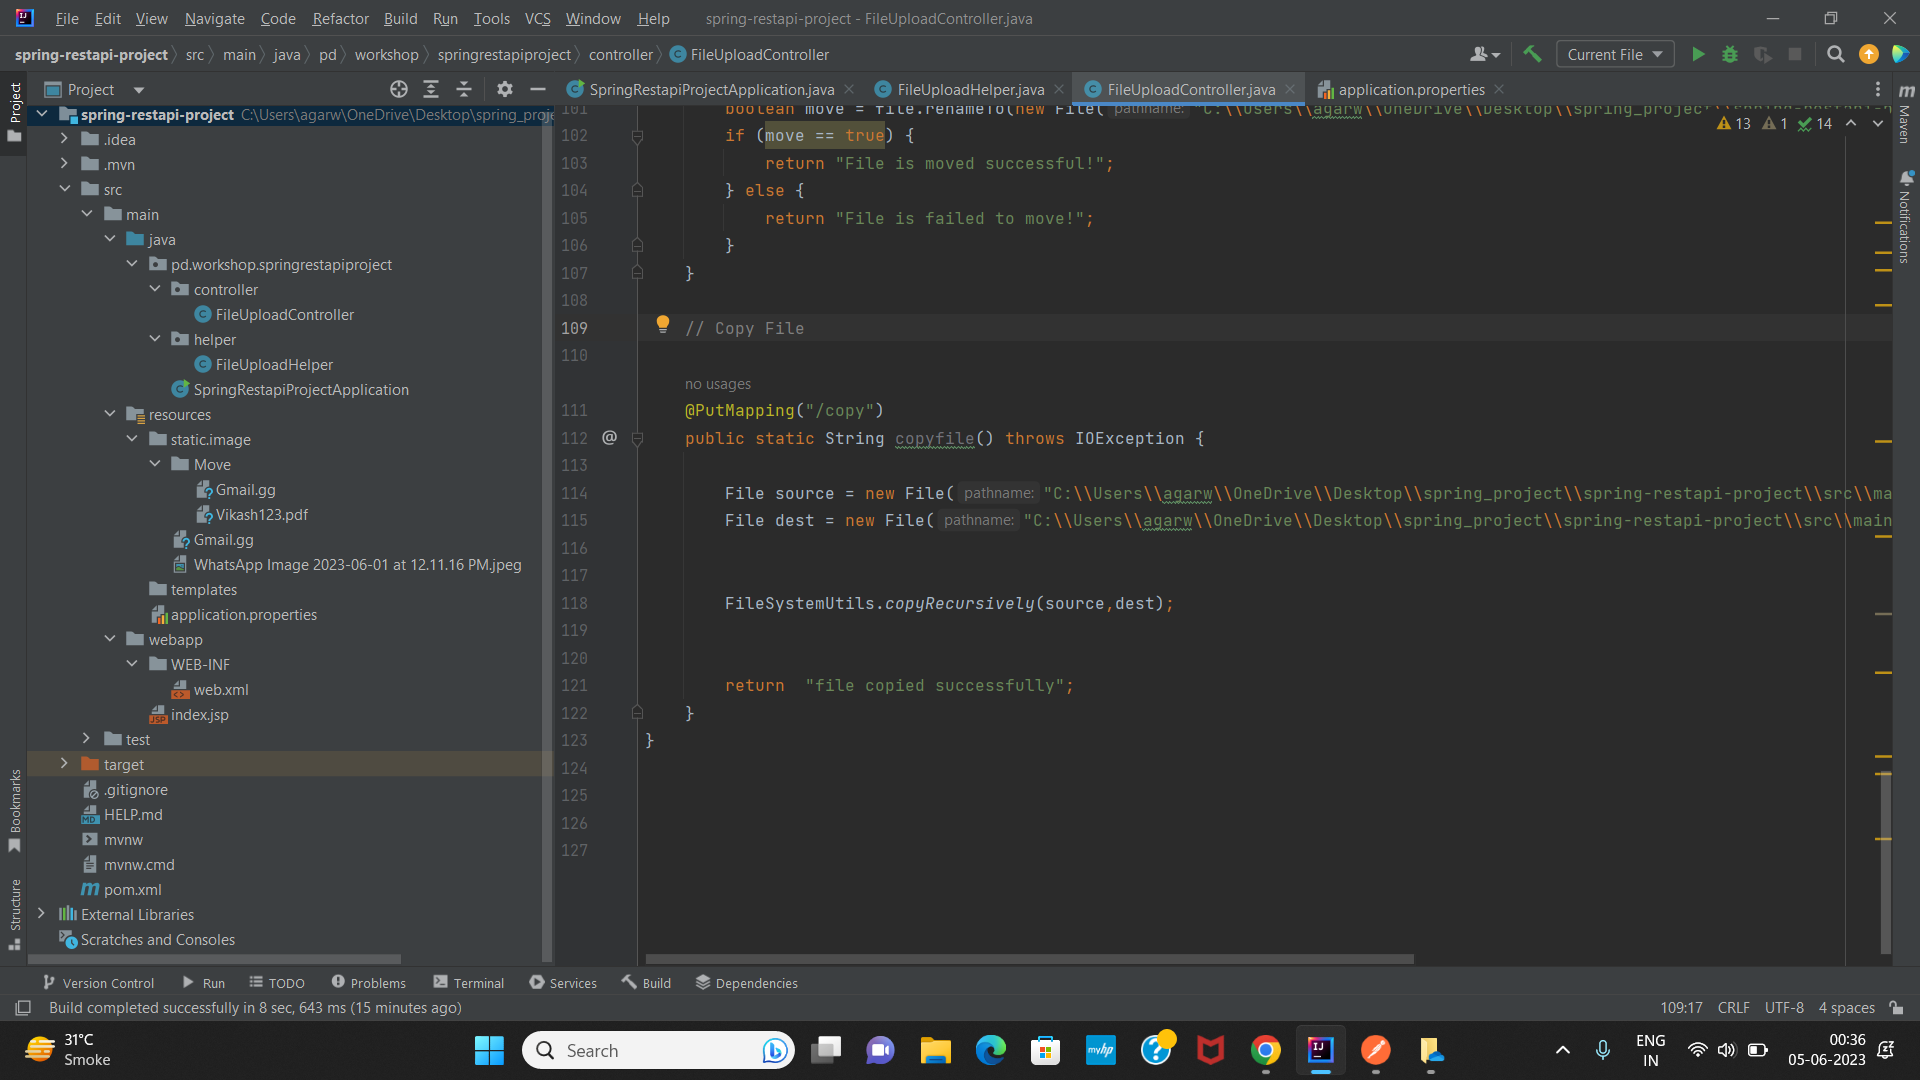 File Edit View Navigate Code Refactor Build Run Tools VCS Window Help spring-restapi-project - FileUploadController.java
spring-restapi-project src main java pd workshop springrestapiproject controller FileUploadController Current File
Project SpringRestapiProjectApplication.java FileUploadHelper.java FileUploadController.java application.properties
Project
Bookmarks
Structure
Maven
Notifications
spring-restapi-project C:\Users\agarw\OneDrive\Desktop\spring_proje
.idea
.mvn
src
main
java
pd.workshop.springrestapiproject
controller
FileUploadController
helper
FileUploadHelper
SpringRestapiProjectApplication
resources
static.image
Move
Gmail.gg
Vikash123.pdf
Gmail.gg
WhatsApp Image 2023-06-01 at 12.11.16 PM.jpeg
templates
application.properties
webapp
WEB-INF
web.xml
index.jsp
test
target
.gitignore
HELP.md
mvnw
mvnw.cmd
pom.xml
External Libraries
Scratches and Consoles
13 1 14
101 boolean move = file.renameTo(new File( pathname: "C:\\Users\\agarw\\OneDrive\\Desktop\\spring_project\\spring-restapi-
102 if (move == true) {
103 return "File is moved successful!";
104 } else {
105 return "File is failed to move!";
106 }
107 }
108
109 // Copy File
110
no usages
111 @PutMapping("/copy")
112 @ public static String copyfile() throws IOException {
113
114 File source = new File( pathname: "C:\\Users\\agarw\\OneDrive\\Desktop\\spring_project\\spring-restapi-project\\src\\ma
115 File dest = new File( pathname: "C:\\Users\\agarw\\OneDrive\\Desktop\\spring_project\\spring-restapi-project\\src\\main
116
117
118 FileSystemUtils.copyRecursively(source,dest);
119
120
121 return "file copied successfully";
122 }
123 }
124
125
126
127
Version Control Run TODO Problems Terminal Services Build Dependencies
Build completed successfully in 8 sec, 643 ms (15 minutes ago) 109:17 CRLF UTF-8 4 spaces
31°C
Smoke
Search
myhp
ENG
IN
00:36
05-06-2023